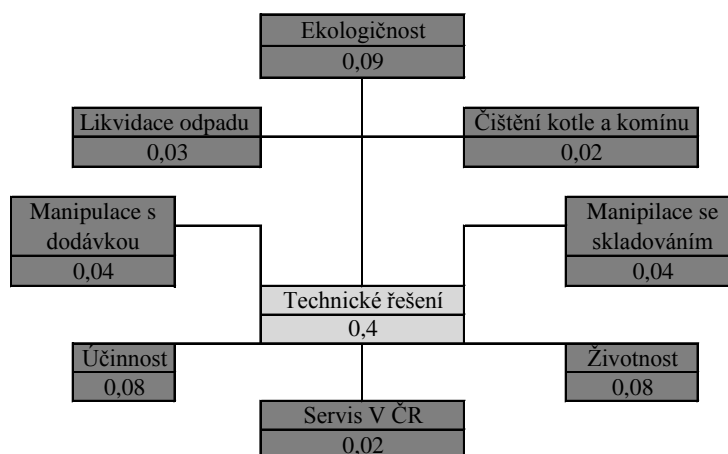 Ekologičnost
0,09
Likvidace odpadu
0,03
Čištění kotle a komínu
0,02
Manipulace s
dodávkou
0,04
Manipilace se
skladováním
0,04
Technické řešení
0,4
Účinnost
0,08
Životnost
0,08
Servis V ČR
0,02